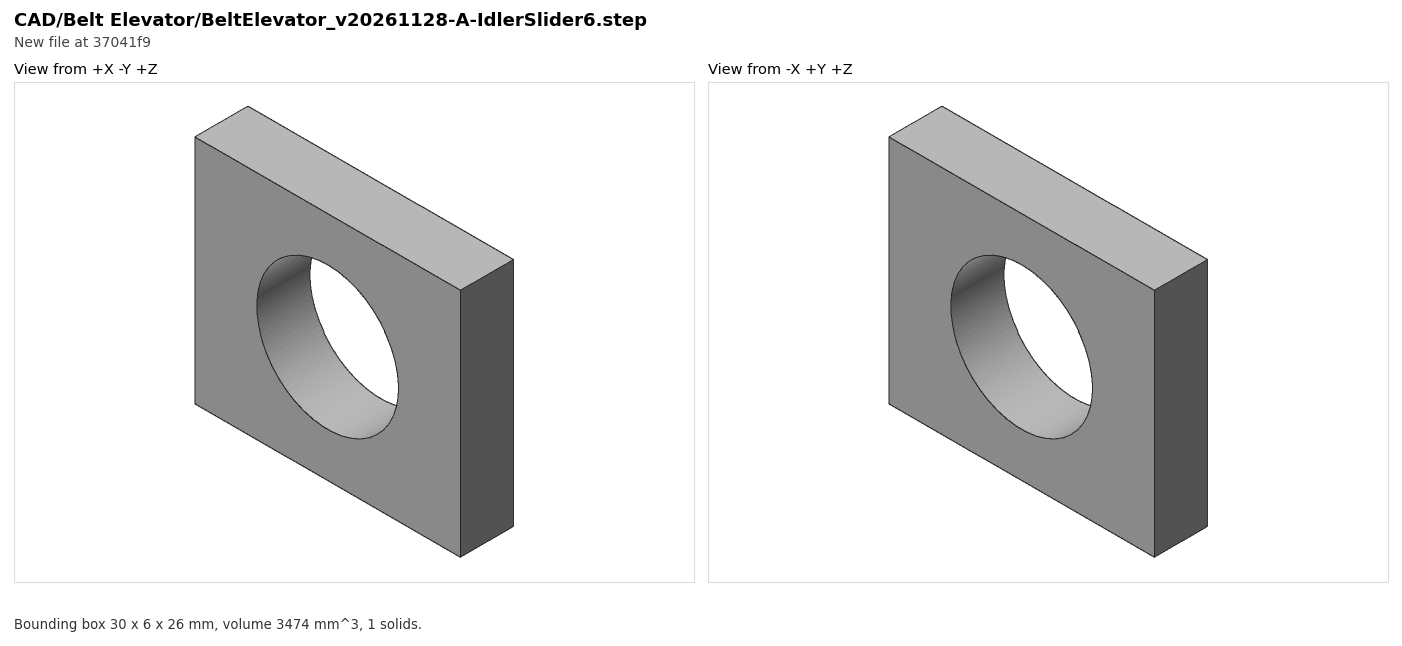 CAD/Belt Elevator/BeltElevator_v20261128-A-IdlerSlider6.step
New file at 37041f9
View from +X -Y +Z
View from -X +Y +Z
Bounding box 30 x 6 x 26 mm, volume 3474 mm^3, 1 solids.